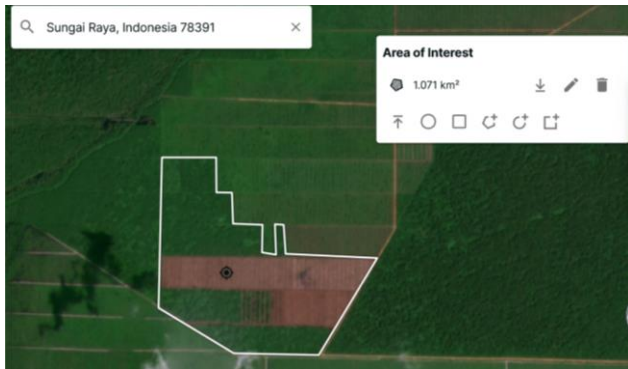 Sungai Raya, Indonesia 78391
Area of Interest
1.071 km²